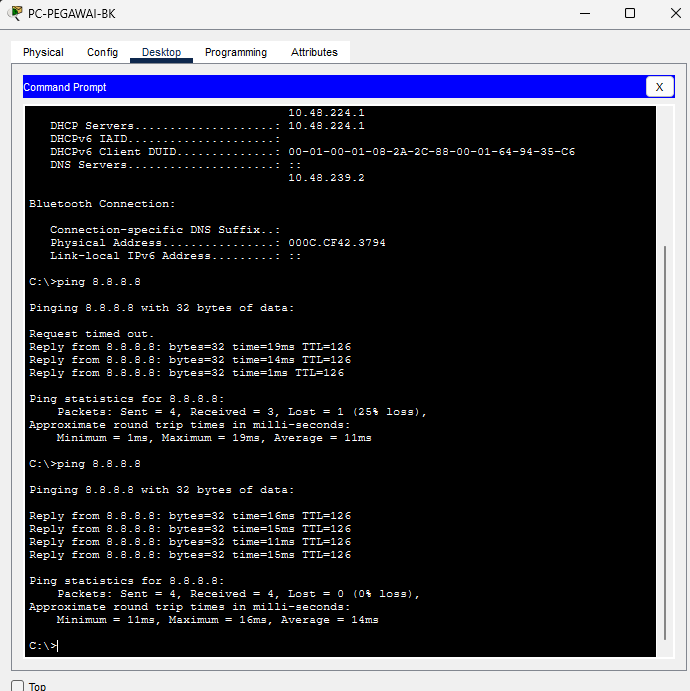 PC-PEGAWAI-BK
Physical Config Desktop Programming Attributes
Command Prompt X
10.48.224.1
DHCP Servers.....................: 10.48.224.1
DHCPv6 IAID......................:
DHCPv6 Client DUID...............: 00-01-00-01-08-2A-2C-88-00-01-64-94-35-C6
DNS Servers......................: ::
10.48.239.2
Bluetooth Connection:
Connection-specific DNS Suffix..:
Physical Address.................: 000C.CF42.3794
Link-local IPv6 Address.........: ::
C:\>ping 8.8.8.8
Pinging 8.8.8.8 with 32 bytes of data:
Request timed out.
Reply from 8.8.8.8: bytes=32 time=19ms TTL=126
Reply from 8.8.8.8: bytes=32 time=14ms TTL=126
Reply from 8.8.8.8: bytes=32 time=1ms TTL=126
Ping statistics for 8.8.8.8:
Packets: Sent = 4, Received = 3, Lost = 1 (25% loss),
Approximate round trip times in milli-seconds:
Minimum = 1ms, Maximum = 19ms, Average = 11ms
C:\>ping 8.8.8.8
Pinging 8.8.8.8 with 32 bytes of data:
Reply from 8.8.8.8: bytes=32 time=16ms TTL=126
Reply from 8.8.8.8: bytes=32 time=15ms TTL=126
Reply from 8.8.8.8: bytes=32 time=11ms TTL=126
Reply from 8.8.8.8: bytes=32 time=15ms TTL=126
Ping statistics for 8.8.8.8:
Packets: Sent = 4, Received = 4, Lost = 0 (0% loss),
Approximate round trip times in milli-seconds:
Minimum = 11ms, Maximum = 16ms, Average = 14ms
C:\>
Top